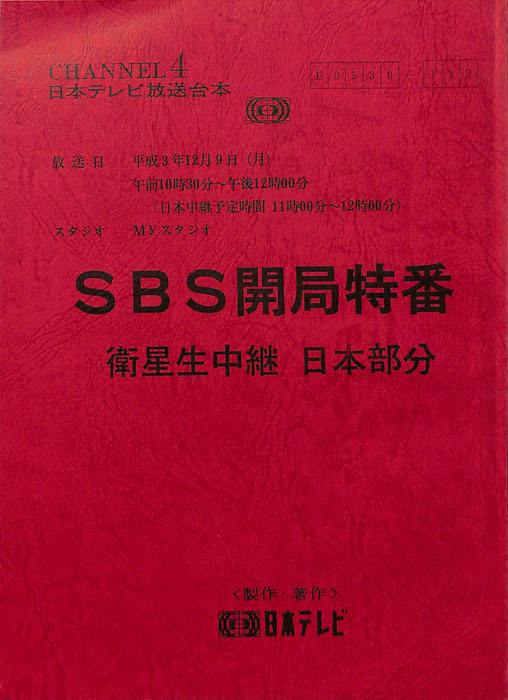 CHANNEL4
日本テレビ放送台本
E0530-112
放送日 平成3年12月9日(月)
午前10時30分~午後12時00分
(日本中継予定時間 11時00分~12時00分)
スタジオ Myスタジオ
SBS開局特番
衛星生中継 日本部分
<製作・著作>
日本テレビ